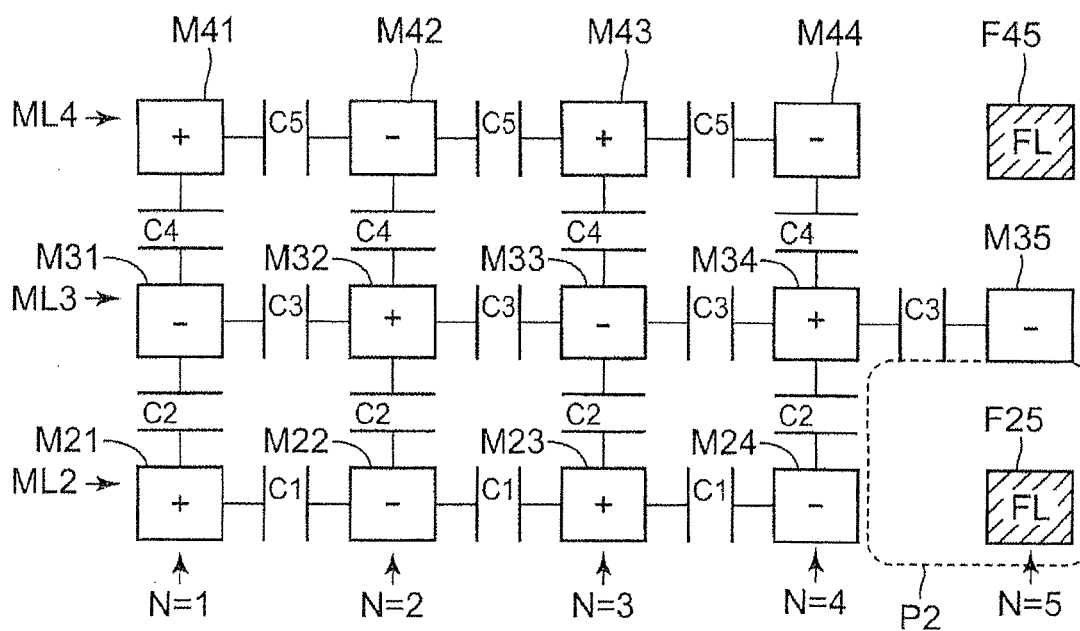 M41 M42 M43 M44 F45
ML4 + C5 - C5 + C5 - FL
C4 C4 C4 C4
M31 M32 M33 M34 M35
ML3 - C3 + C3 - C3 + C3 -
C2 C2 C2 C2
M21 M22 M23 M24 F25
ML2 + C1 - C1 + C1 - FL
N=1 N=2 N=3 N=4 P2 N=5